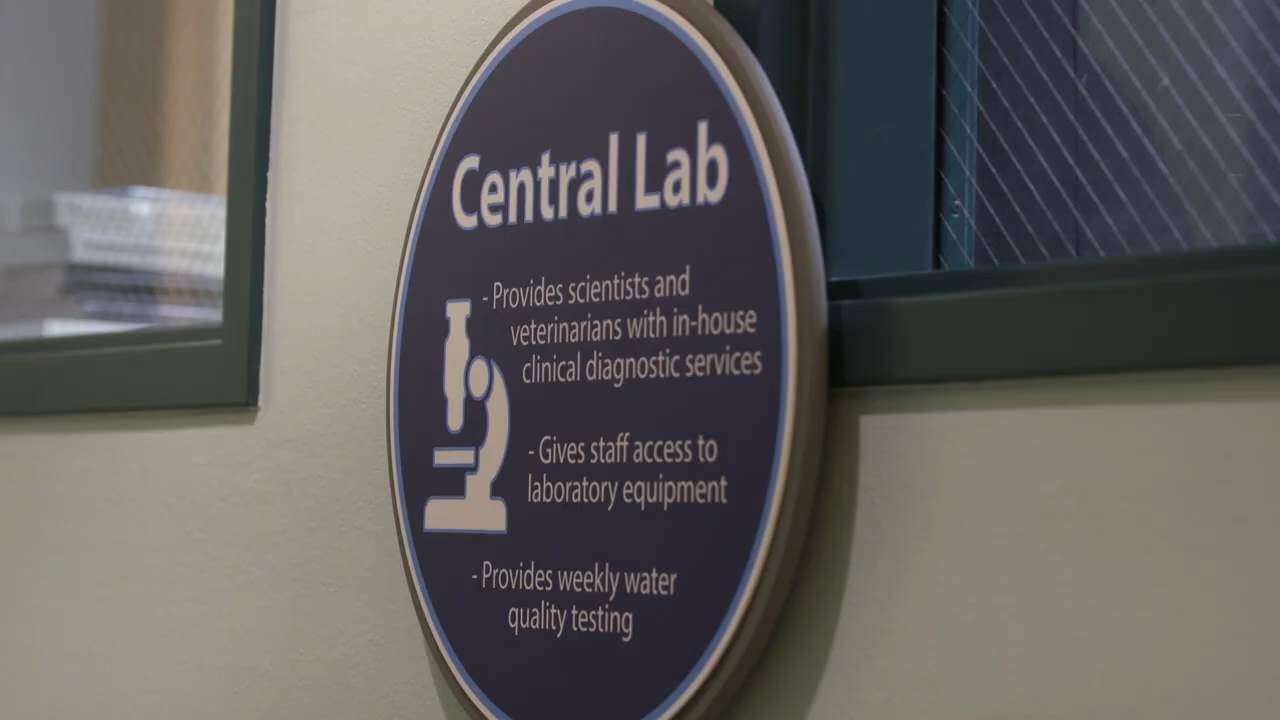 Central Lab
- Provides scientists and
veterinarians with in-house
clinical diagnostic services
- Gives staff access to
laboratory equipment
- Provides weekly water
quality testing